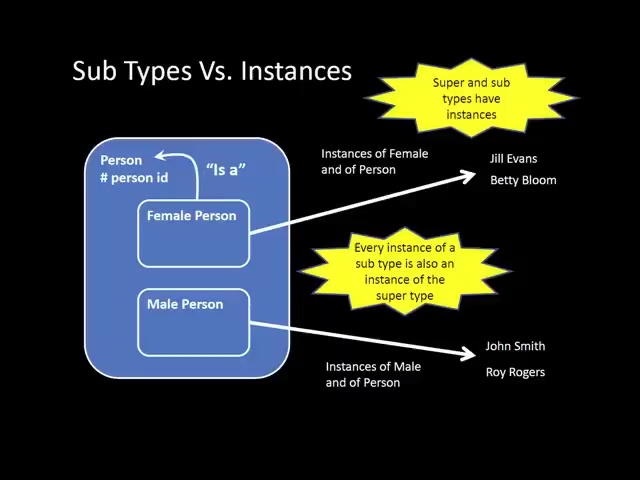 Sub Types Vs. Instances
Super and sub
types have
instances
Person
# person id
“Is a”
Female Person
Instances of Female
and of Person
Jill Evans
Betty Bloom
Every instance of a
sub type is also an
instance of the
super type
Male Person
Instances of Male
and of Person
John Smith
Roy Rogers